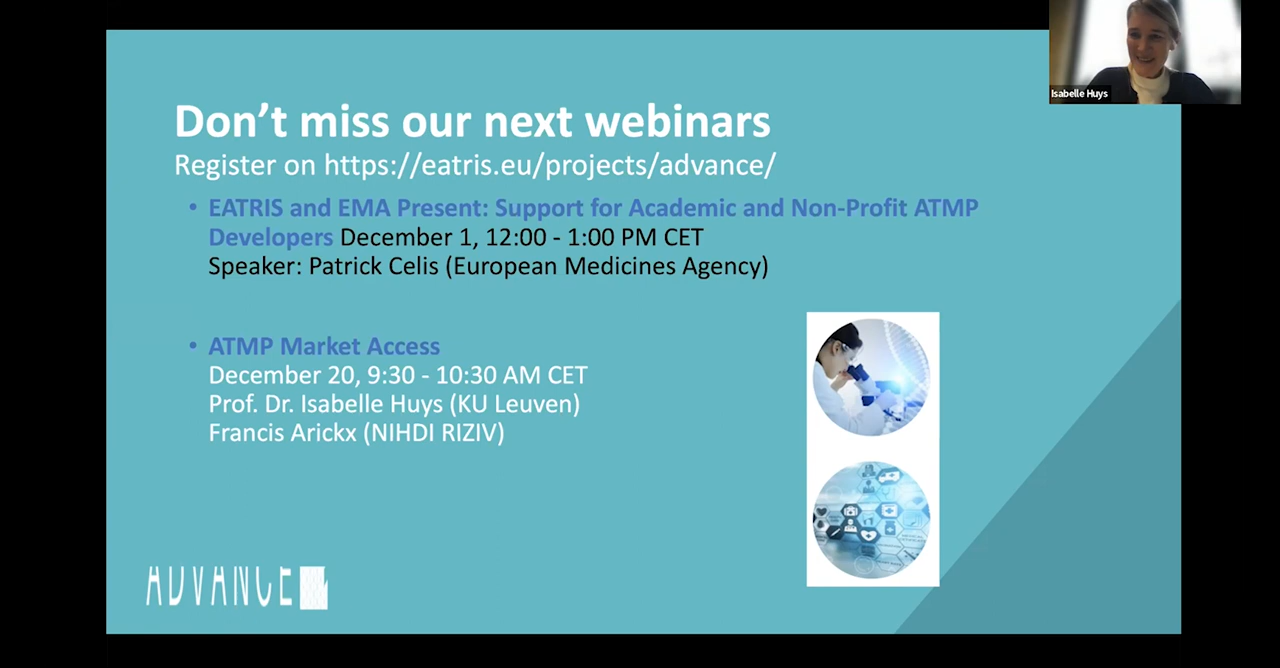 Isabelle Huys
Don't miss our next webinars
Register on https://eatris.eu/projects/advance/
• EATRIS and EMA Present: Support for Academic and Non-Profit ATMP
Developers December 1, 12:00 - 1:00 PM CET
Speaker: Patrick Celis (European Medicines Agency)
• ATMP Market Access
December 20, 9:30 - 10:30 AM CET
Prof. Dr. Isabelle Huys (KU Leuven)
Francis Arickx (NIHDI RIZIV)
ADVANCE